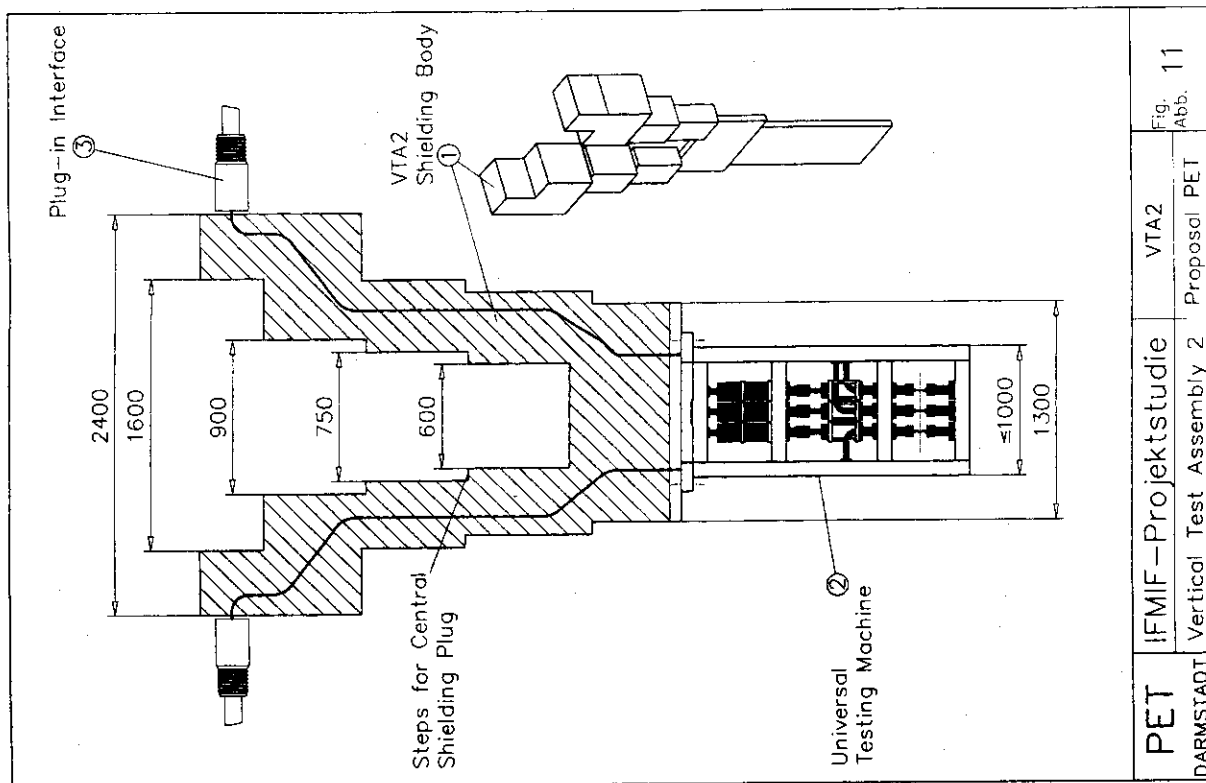 Plug-in Interface
③
VTA2
Shielding Body
①
2400
1600
900
750
600
Steps for Central
Shielding Plug
≤1000
1300
Universal
Testing Machine
②
PET
DARMSTADT
IFMIF-Projektstudie
VTA2
Vertical Test Assembly 2
Proposal PET
Fig.
Abb.
11